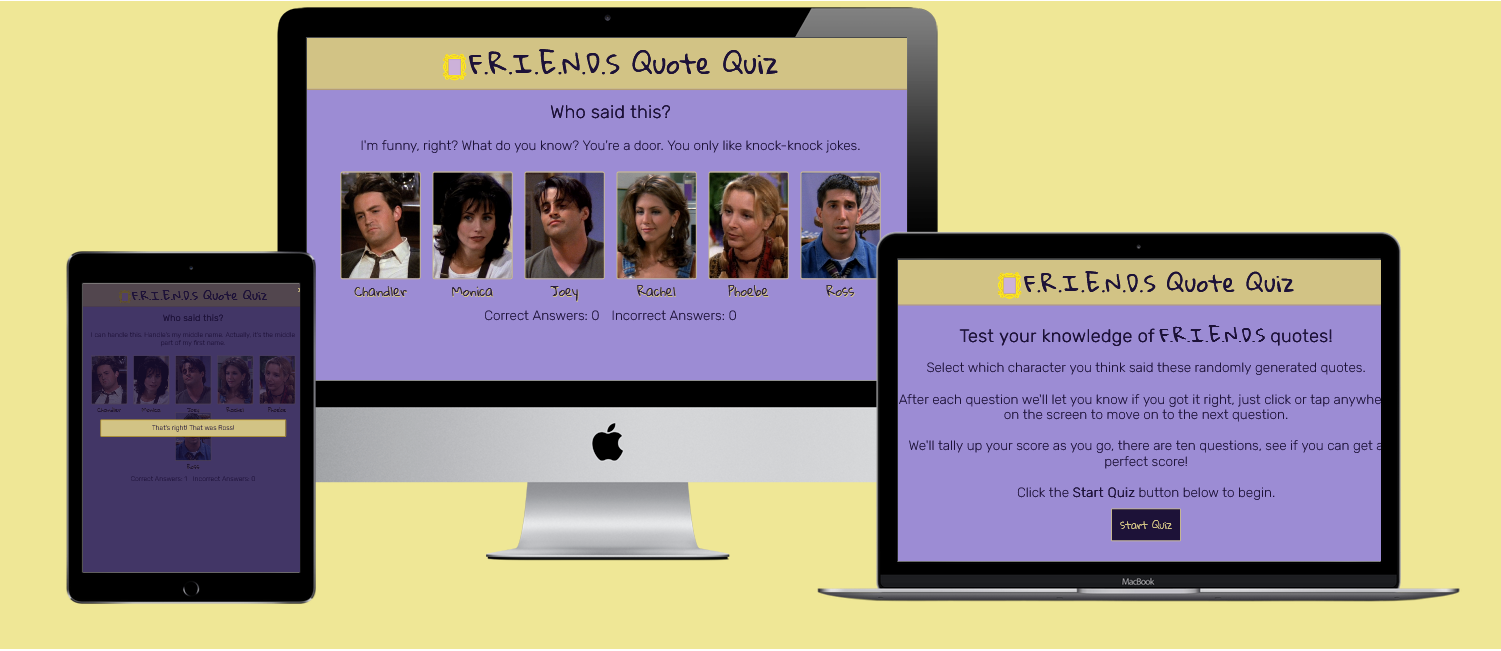 F.R.I.E.N.D.S Quote Quiz
Who said this?
I'm funny, right? What do you know? You're a door. You only like knock-knock jokes.
Chandler Monica Joey Rachel Phoebe Ross
Correct Answers: 0 Incorrect Answers: 0
F.R.I.E.N.D.S Quote Quiz
Who said this?
I can handle this. Handle's my middle name. Actually, it's the middle
part of my first name.
Chandler Monica Joey Rachel Phoebe
That's right! That was Ross!
Ross
Correct Answers: 1 Incorrect Answers: 0
F.R.I.E.N.D.S Quote Quiz
Test your knowledge of F.R.I.E.N.D.S quotes!
Select which character you think said these randomly generated quotes.
After each question we'll let you know if you got it right, just click or tap anywhe
on the screen to move on to the next question.
We'll tally up your score as you go, there are ten questions, see if you can get a
perfect score!
Click the Start Quiz button below to begin.
Start Quiz
MacBook